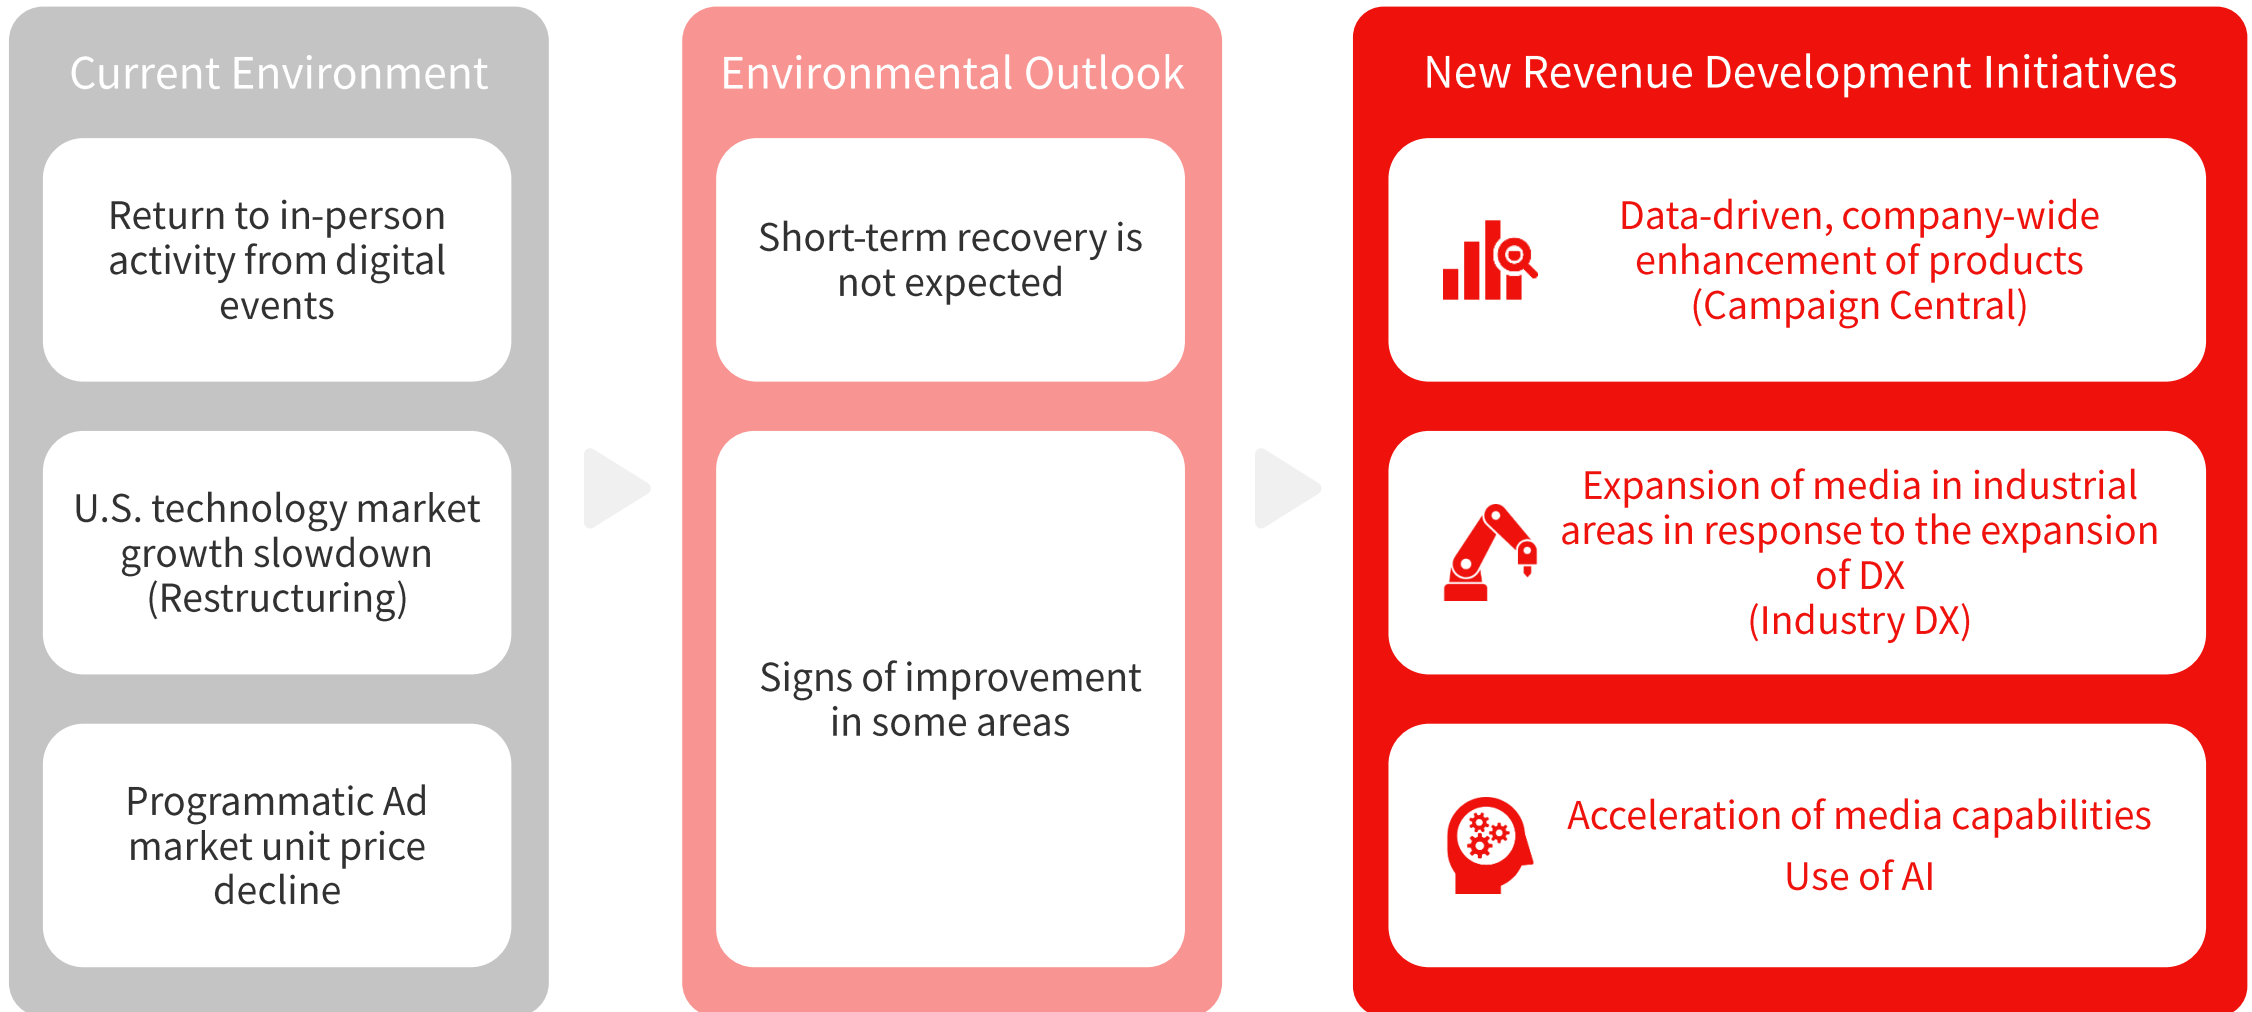 Current Environment
Return to in-person
activity from digital
events
U.S. technology market
growth slowdown
(Restructuring)
Programmatic Ad
market unit price
decline
Environmental Outlook
Short-term recovery is
not expected
Signs of improvement
in some areas
New Revenue Development Initiatives
Data-driven, company-wide
enhancement of products
(Campaign Central)
Expansion of media in industrial
areas in response to the expansion
of DX
(Industry DX)
Acceleration of media capabilities
Use of AI